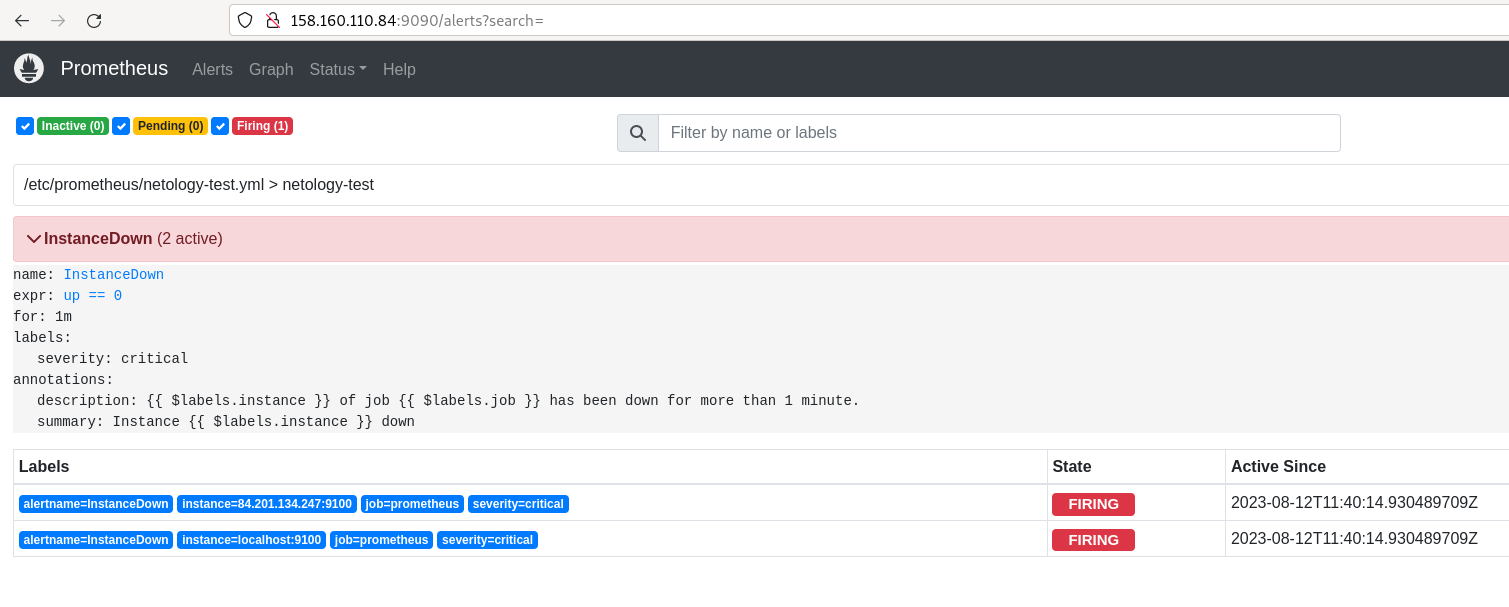 158.160.110.84:9090/alerts?search=
Prometheus Alerts Graph Status Help
Inactive (0) Pending (0) Firing (1) Filter by name or labels
/etc/prometheus/netology-test.yml > netology-test
InstanceDown (2 active)
name: InstanceDown
expr: up == 0
for: 1m
labels:
severity: critical
annotations:
description: {{ $labels.instance }} of job {{ $labels.job }} has been down for more than 1 minute.
summary: Instance {{ $labels.instance }} down
Labels State Active Since
alertname=InstanceDown instance=84.201.134.247:9100 job=prometheus severity=critical FIRING 2023-08-12T11:40:14.930489709Z
alertname=InstanceDown instance=localhost:9100 job=prometheus severity=critical FIRING 2023-08-12T11:40:14.930489709Z